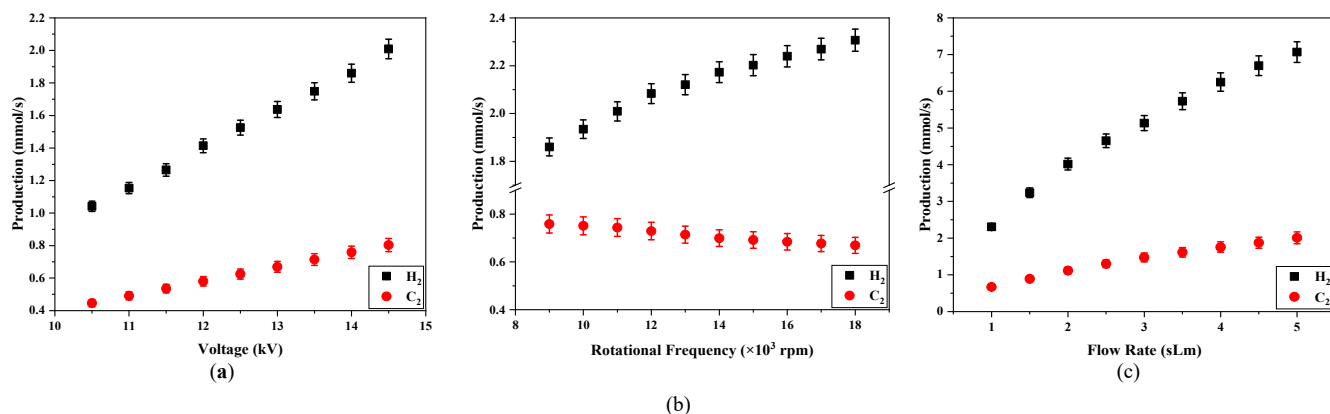 2.2
2.0
1.8
1.6
1.4
1.2
1.0
0.8
0.6
0.4
Production (mmol/s)
H₂
C₂
10 11 12 13 14 15
Voltage (kV)
(a)
2.4
2.2
2.0
1.8
0.8
0.6
0.4
Production (mmol/s)
H₂
C₂
8 10 12 14 16 18
Rotational Frequency (×10³ rpm)
(b)
8
7
6
5
4
3
2
1
0
Production (mmol/s)
H₂
C₂
1 2 3 4 5
Flow Rate (sLm)
(c)